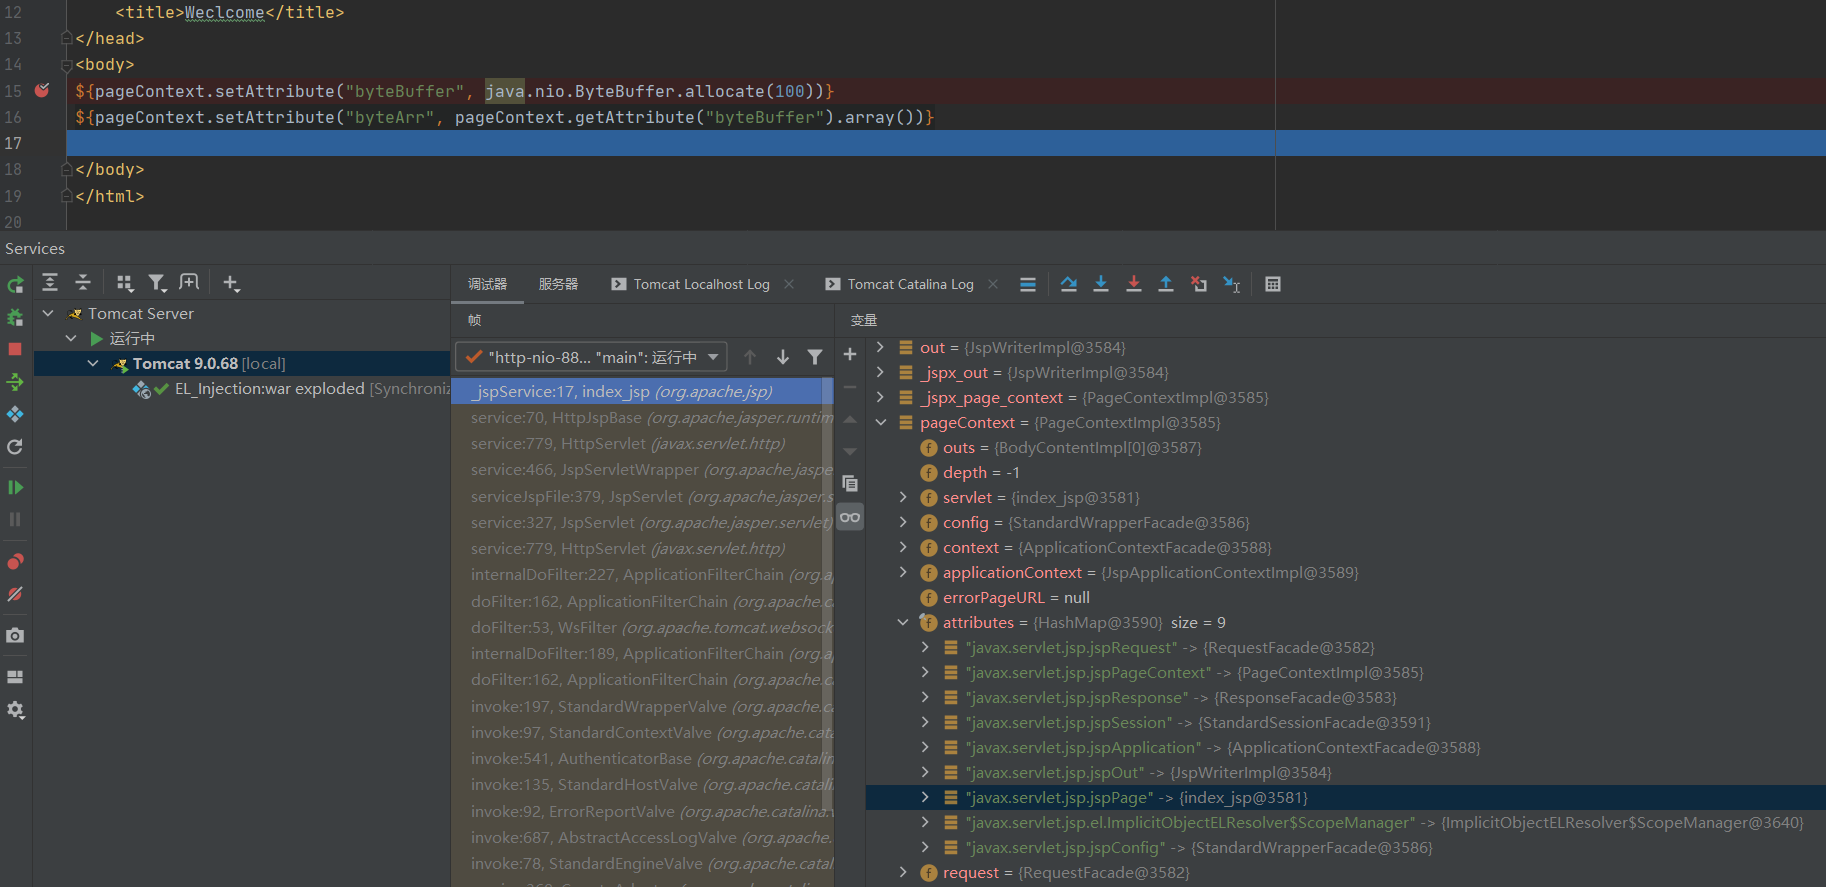 12 <title>Weclcome</title>
13 </head>
14 <body>
15 ${pageContext.setAttribute("byteBuffer", java.nio.ByteBuffer.allocate(100))}
16 ${pageContext.setAttribute("byteArr", pageContext.getAttribute("byteBuffer").array())}
17
18 </body>
19 </html>
20
Services
调试器 服务器 Tomcat Localhost Log Tomcat Catalina Log
Tomcat Server
运行中
Tomcat 9.0.68 [local]
EL_Injection:war exploded [Synchroniz
帧
"http-nio-88... "main": 运行中
_jspService:17, index_jsp (org.apache.jsp)
service:70, HttpJspBase (org.apache.jasper.runtim
service:779, HttpServlet (javax.servlet.http)
service:466, JspServletWrapper (org.apache.jaspe
serviceJspFile:379, JspServlet (org.apache.jasper.s
service:327, JspServlet (org.apache.jasper.servlet)
service:779, HttpServlet (javax.servlet.http)
internalDoFilter:227, ApplicationFilterChain (org.a
doFilter:162, ApplicationFilterChain (org.apache.c
doFilter:53, WsFilter (org.apache.tomcat.websock
internalDoFilter:189, ApplicationFilterChain (org.a
doFilter:162, ApplicationFilterChain (org.apache.c
invoke:197, StandardWrapperValve (org.apache.c
invoke:97, StandardContextValve (org.apache.cata
invoke:541, AuthenticatorBase (org.apache.catalin
invoke:135, StandardHostValve (org.apache.catali
invoke:92, ErrorReportValve (org.apache.catalina.v
invoke:687, AbstractAccessLogValve (org.apache.
invoke:78, StandardEngineValve (org.apache.catal
变量
out = {JspWriterImpl@3584}
_jspx_out = {JspWriterImpl@3584}
_jspx_page_context = {PageContextImpl@3585}
pageContext = {PageContextImpl@3585}
outs = {BodyContentImpl[0]@3587}
depth = -1
servlet = {index_jsp@3581}
config = {StandardWrapperFacade@3586}
context = {ApplicationContextFacade@3588}
applicationContext = {JspApplicationContextImpl@3589}
errorPageURL = null
attributes = {HashMap@3590} size = 9
"javax.servlet.jsp.jspRequest" -> {RequestFacade@3582}
"javax.servlet.jsp.jspPageContext" -> {PageContextImpl@3585}
"javax.servlet.jsp.jspResponse" -> {ResponseFacade@3583}
"javax.servlet.jsp.jspSession" -> {StandardSessionFacade@3591}
"javax.servlet.jsp.jspApplication" -> {ApplicationContextFacade@3588}
"javax.servlet.jsp.jspOut" -> {JspWriterImpl@3584}
"javax.servlet.jsp.jspPage" -> {index_jsp@3581}
"javax.servlet.jsp.el.ImplicitObjectELResolver$ScopeManager" -> {ImplicitObjectELResolver$ScopeManager@3640}
"javax.servlet.jsp.jspConfig" -> {StandardWrapperFacade@3586}
request = {RequestFacade@3582}